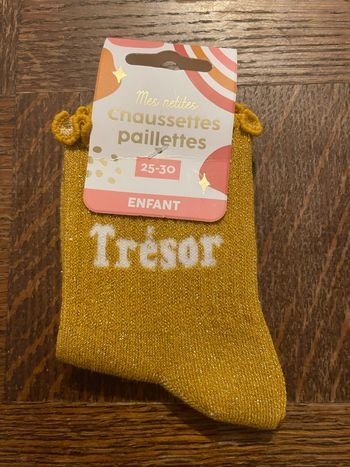 Mes petites
Chaussettes
paillettes
25-30
ENFANT
Trésor